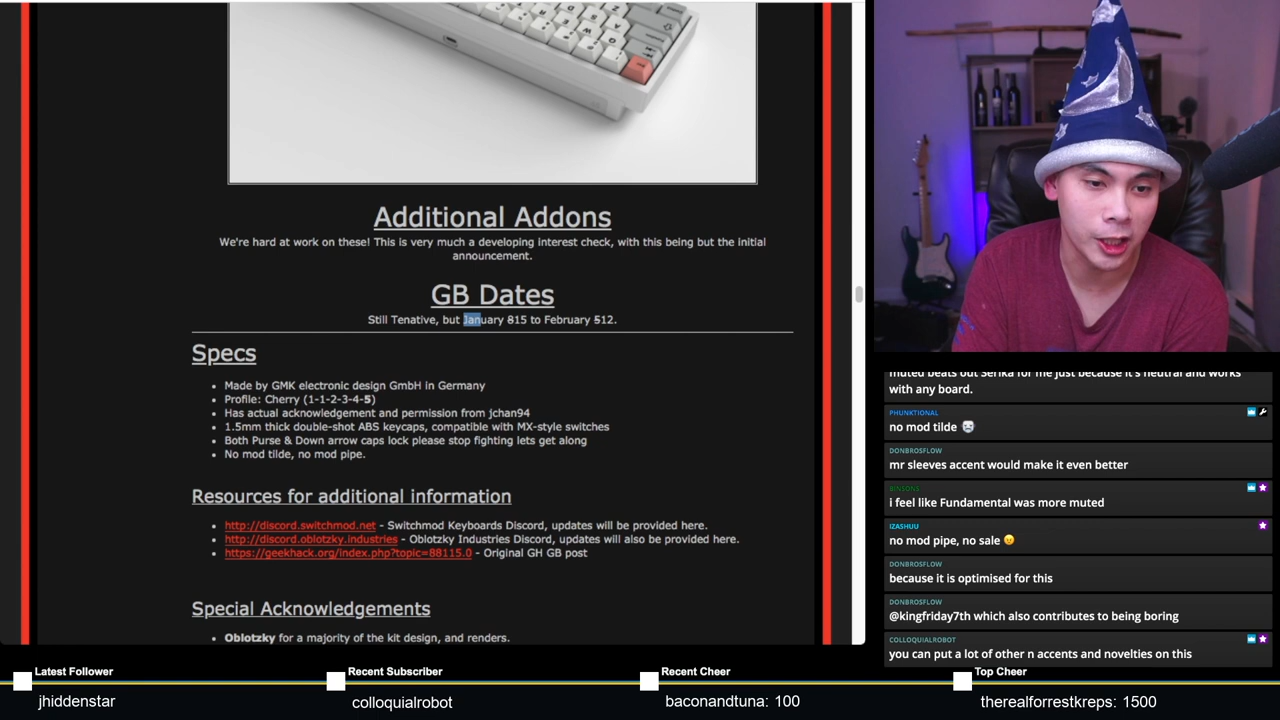 Additional Addons
We're hard at work on these! This is very much a developing interest check, with this being but the initial
announcement.
GB Dates
Still Tenative, but January 815 to February 512.
Specs
Made by GMK electronic design GmbH in Germany
Profile: Cherry (1-1-2-3-4-5)
Has actual acknowledgement and permission from jchan94
1.5mm thick double-shot ABS keycaps, compatible with MX-style switches
Both Purse & Down arrow caps lock please stop fighting lets get along
No mod tilde, no mod pipe.
Resources for additional information
http://discord.switchmod.net - Switchmod Keyboards Discord, updates will be provided here.
http://discord.oblotzky.industries - Oblotzky Industries Discord, updates will also be provided here.
https://geekhack.org/index.php?topic=88115.0 - Original GH GB post
Special Acknowledgements
Oblotzky for a majority of the kit design, and renders.
muted beats out Serika for me just because it's neutral and works
with any board.
PHUNKTIONAL
no mod tilde
DONBROSFLOW
mr sleeves accent would make it even better
BINSONS
i feel like Fundamental was more muted
IZASHUU
no mod pipe, no sale
DONBROSFLOW
because it is optimised for this
DONBROSFLOW
@kingfriday7th which also contributes to being boring
COLLOQUIALROBOT
you can put a lot of other n accents and novelties on this
Latest Follower
jhiddenstar
Recent Subscriber
colloquialrobot
Recent Cheer
baconandtuna: 100
Top Cheer
therealforrestkreps: 1500